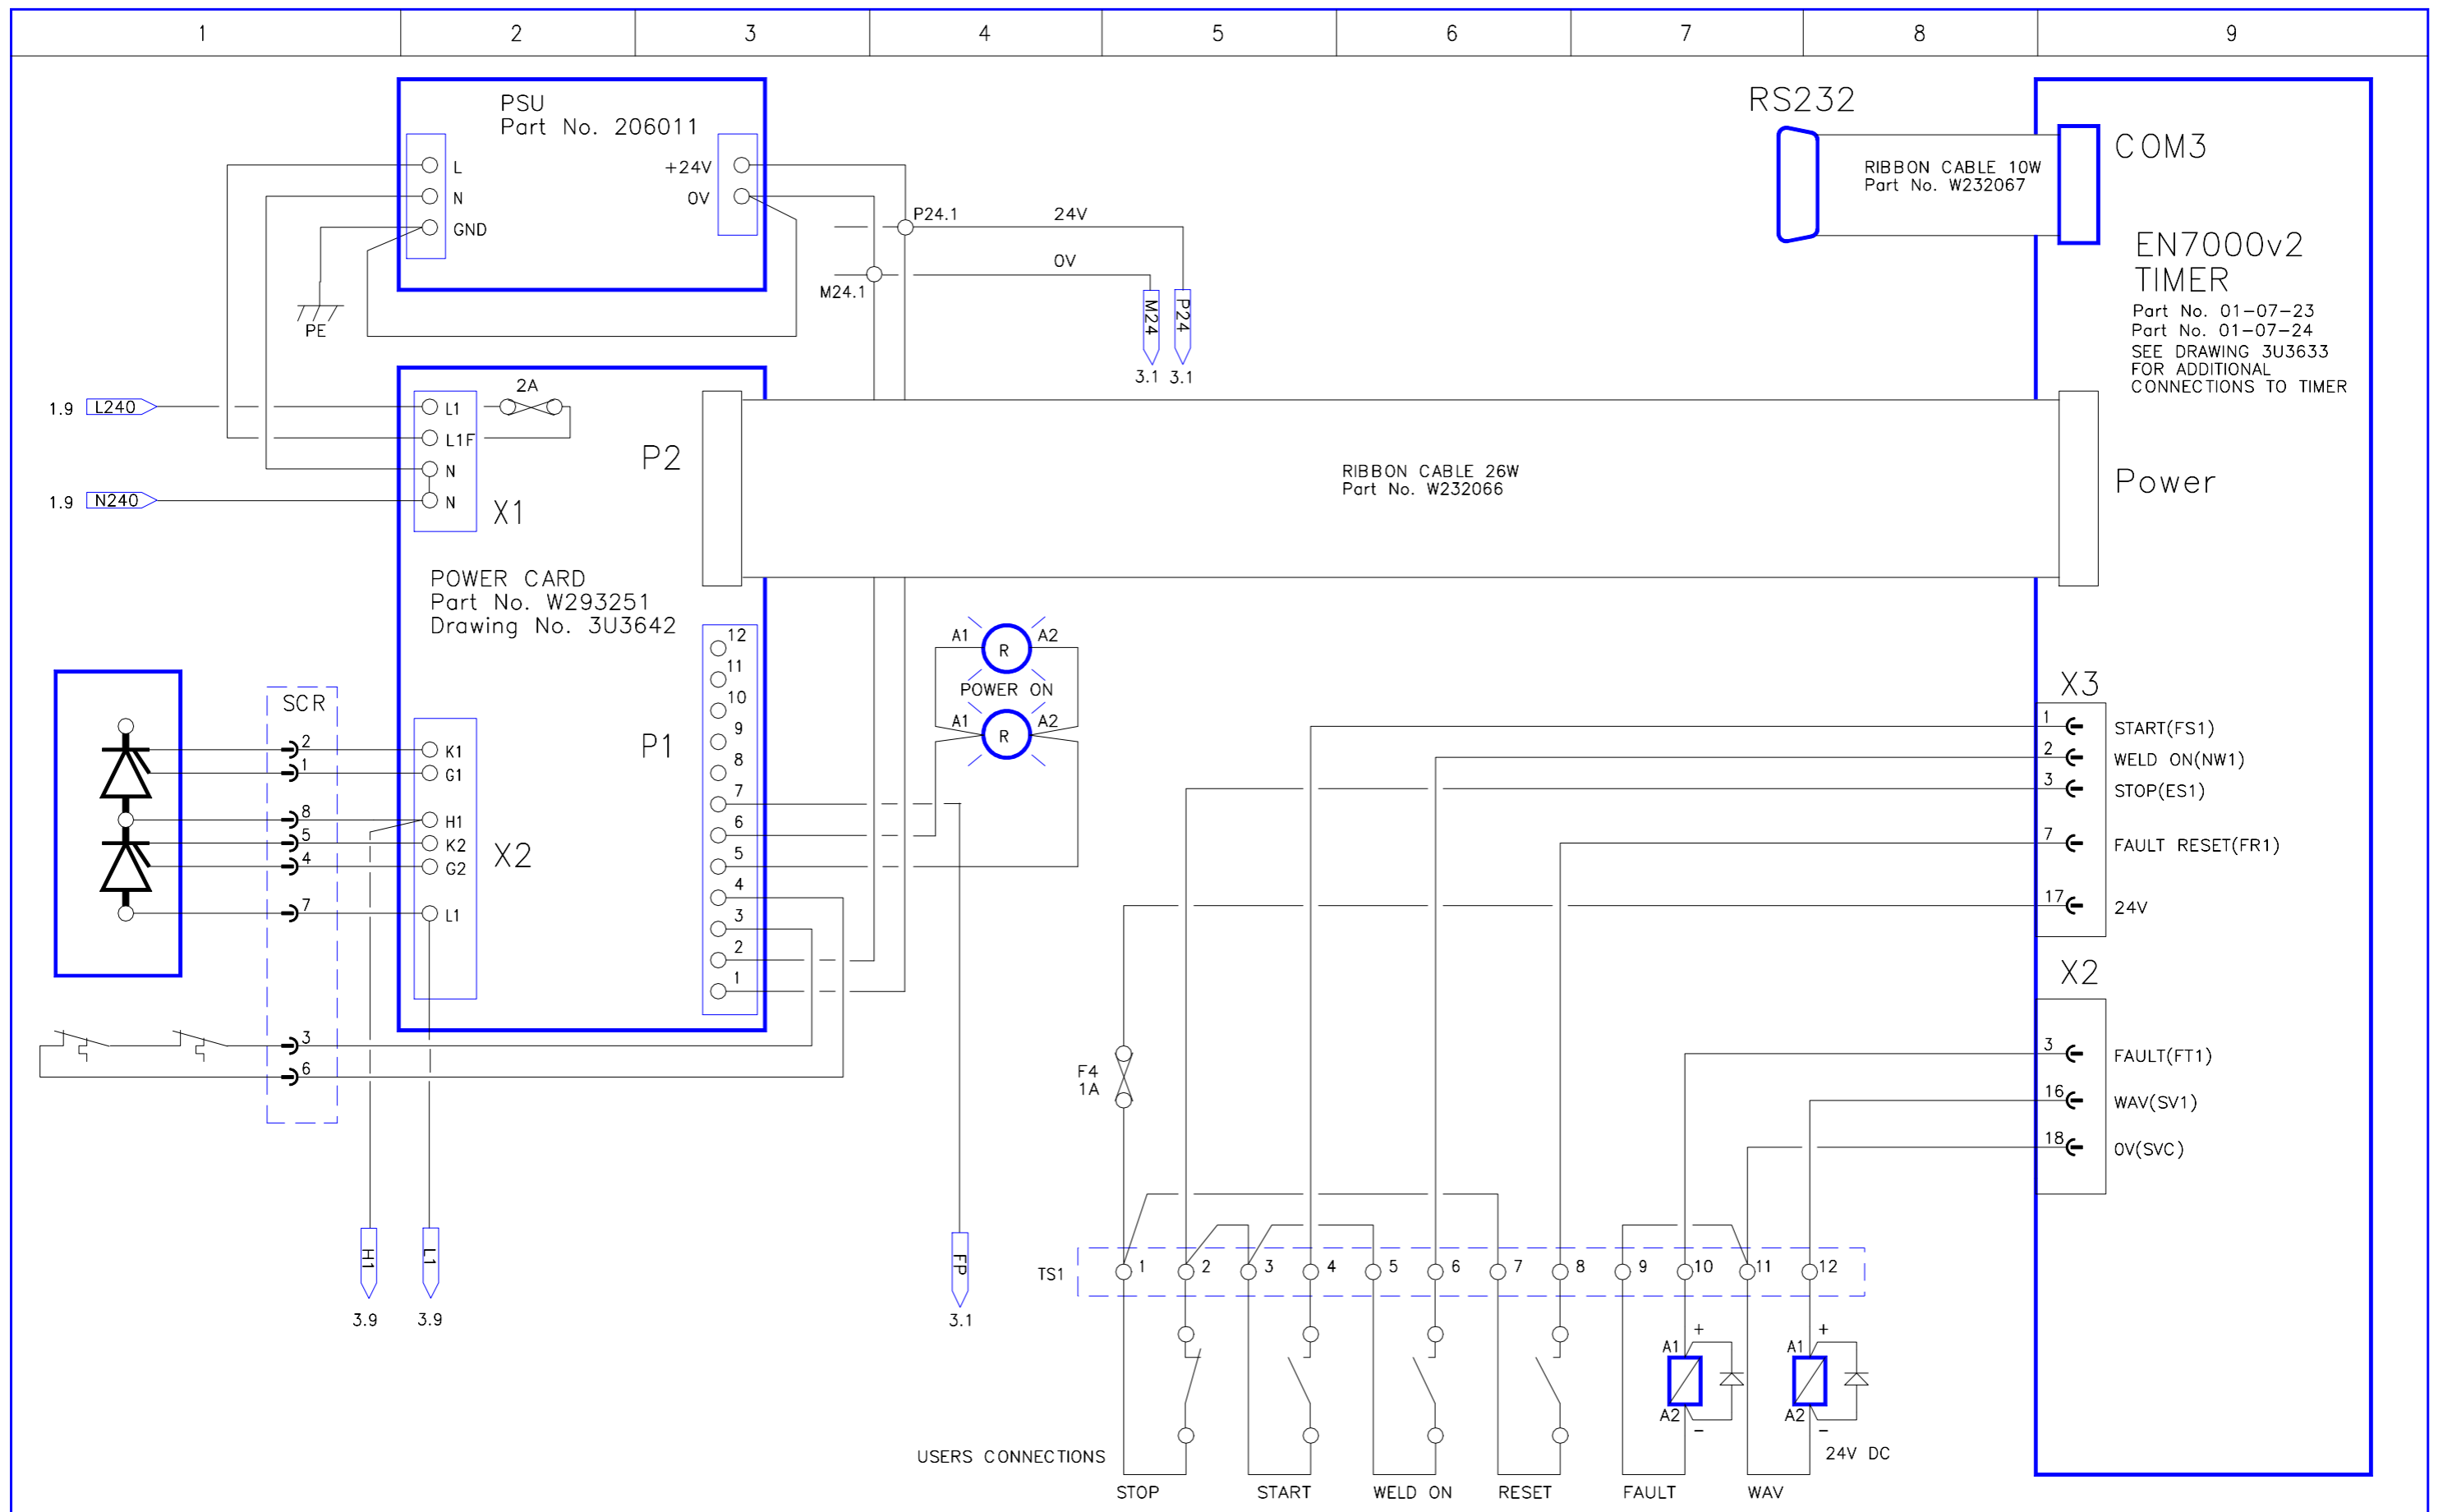 1 2 3 4 5 6 7 8 9
PSU
Part No. 206011
L
N
GND
+24V
0V
PE
P24.1
24V
M24.1
0V
M24
P24
3.1 3.1
RS232
RIBBON CABLE 10W
Part No. W232067
COM3
EN7000v2
TIMER
Part No. 01-07-23
Part No. 01-07-24
SEE DRAWING 3U3633
FOR ADDITIONAL
CONNECTIONS TO TIMER
1.9 L240
1.9 N240
L1
2A
L1F
N
N
X1
P2
RIBBON CABLE 26W
Part No. W232066
Power
POWER CARD
Part No. W293251
Drawing No. 3U3642
12
11
10
9
8
7
6
5
4
3
2
1
P1
A1 R A2
POWER ON
A1 R A2
SCR
2
1
8
5
4
7
3
6
K1
G1
H1
K2
G2
L1
X2
H1
L1
3.9 3.9
FP
3.1
X3
1 START(FS1)
2 WELD ON(NW1)
3 STOP(ES1)
7 FAULT RESET(FR1)
17 24V
X2
3 FAULT(FT1)
16 WAV(SV1)
18 0V(SVC)
F4
1A
TS1 1 2 3 4 5 6 7 8 9 10 11 12
A1 +
A2 -
A1 +
A2 -
24V DC
USERS CONNECTIONS
STOP START WELD ON RESET FAULT WAV